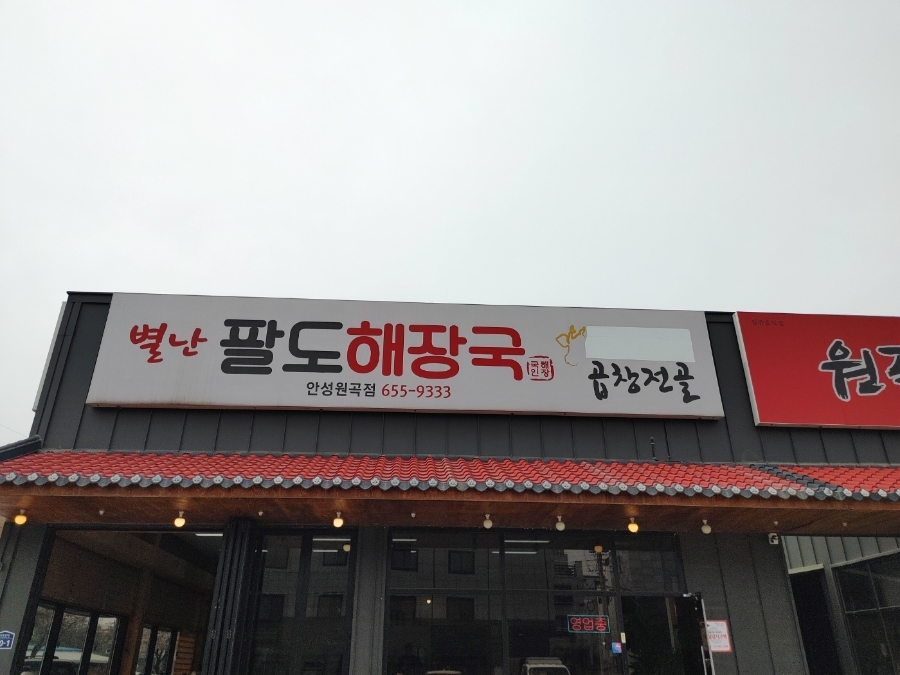 별난 팔도해장국
안성원곡점 655-9333
곱창전골
영업중